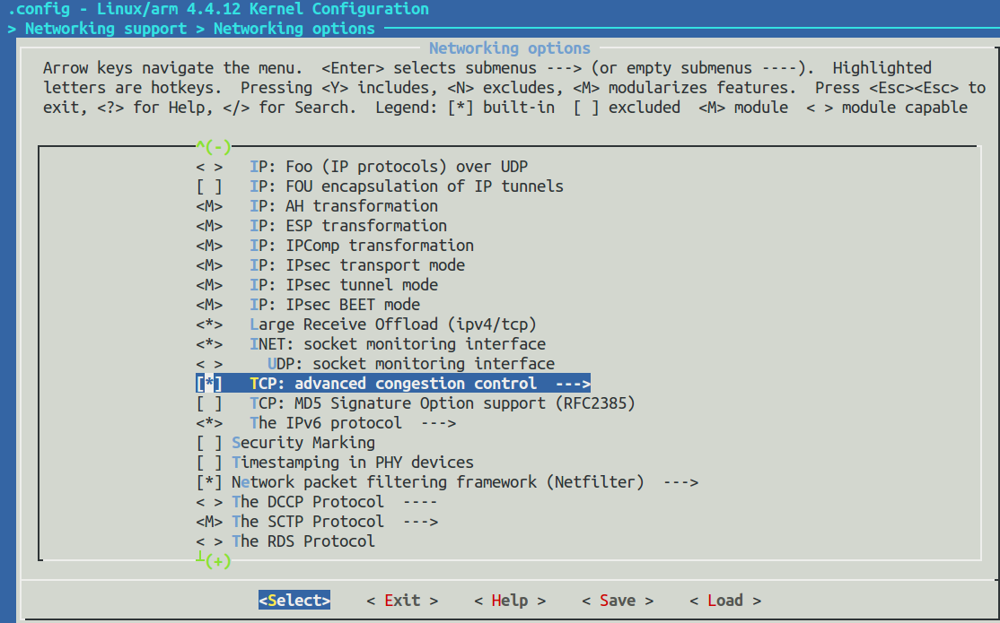 .config - Linux/arm 4.4.12 Kernel Configuration
> Networking support > Networking options
Networking options
Arrow keys navigate the menu.  <Enter> selects submenus ---> (or empty submenus ----).  Highlighted
letters are hotkeys.  Pressing <Y> includes, <N> excludes, <M> modularizes features.  Press <Esc><Esc> to
exit, <?> for Help, </> for Search.  Legend: [*] built-in  [ ] excluded  <M> module  < > module capable
^(-)
< >   IP: Foo (IP protocols) over UDP
[ ]   IP: FOU encapsulation of IP tunnels
<M>   IP: AH transformation
<M>   IP: ESP transformation
<M>   IP: IPComp transformation
<M>   IP: IPsec transport mode
<M>   IP: IPsec tunnel mode
<M>   IP: IPsec BEET mode
<*>   Large Receive Offload (ipv4/tcp)
<*>   INET: socket monitoring interface
< >     UDP: socket monitoring interface
[*]   TCP: advanced congestion control  --->
[ ]   TCP: MD5 Signature Option support (RFC2385)
<*>   The IPv6 protocol  --->
[ ] Security Marking
[ ] Timestamping in PHY devices
[*] Network packet filtering framework (Netfilter)  --->
< > The DCCP Protocol  ----
<M> The SCTP Protocol  --->
< > The RDS Protocol
┴(+)
<Select>    < Exit >    < Help >    < Save >    < Load >